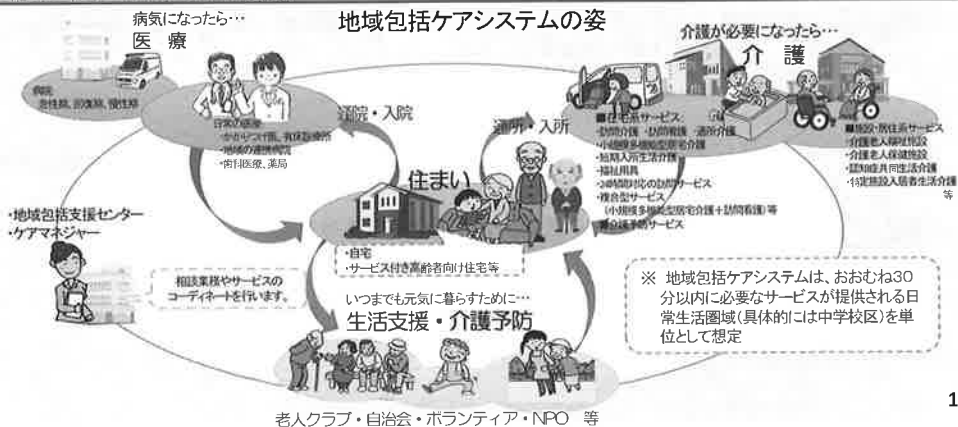 地域包括ケアシステムの姿
病気になったら…
医 療
病院
急性期、回復期、慢性期
日常の医療
・かかりつけ医、有床診療所
・地域の連携病院
・歯科医療、薬局
通院・入院
通所・入所
介護が必要になったら…
介 護
■在宅系サービス
・訪問介護・訪問看護・通所介護
・小規模多機能型居宅介護
・短期入所生活介護
・福祉用具
・24時間対応の訪問サービス
・複合型サービス
(小規模多機能型居宅介護+訪問看護)等
■介護予防サービス
■施設・居住系サービス
・介護老人福祉施設
・介護老人保健施設
・認知症共同生活介護
・特定施設入居者生活介護
等
住まい
・自宅
・サービス付き高齢者向け住宅等
・地域包括支援センター
・ケアマネジャー
相談業務やサービスの
コーディネートを行います。
いつまでも元気に暮らすために…
生活支援・介護予防
老人クラブ・自治会・ボランティア・NPO 等
※ 地域包括ケアシステムは、おおむね30
分以内に必要なサービスが提供される日
常生活圏域(具体的には中学校区)を単
位として想定
1